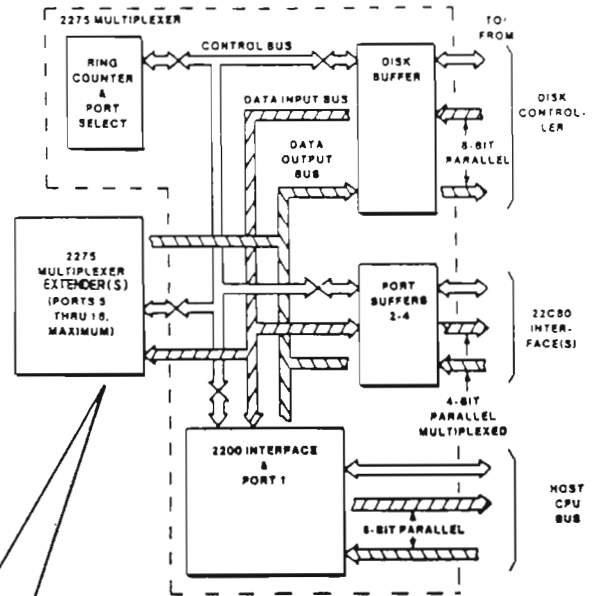 2275 MULTIPLEXER
RING
COUNTER
&
PORT
SELECT
CONTROL BUS
DATA INPUT BUS
DATA
OUTPUT
BUS
DISK
BUFFER
TO/
FROM
DISK
CONTROL-
LER
8-BIT
PARALLEL
2275
MULTIPLEXER
EXTENDER(S)
(PORTS 5
THRU 16,
MAXIMUM)
PORT
BUFFERS
2-4
22C80
INTER-
FACE(S)
4-BIT
PARALLEL
MULTIPLEXED
2200 INTERFACE
&
PORT 1
8-BIT PARALLEL
HOST
CPU
BUS